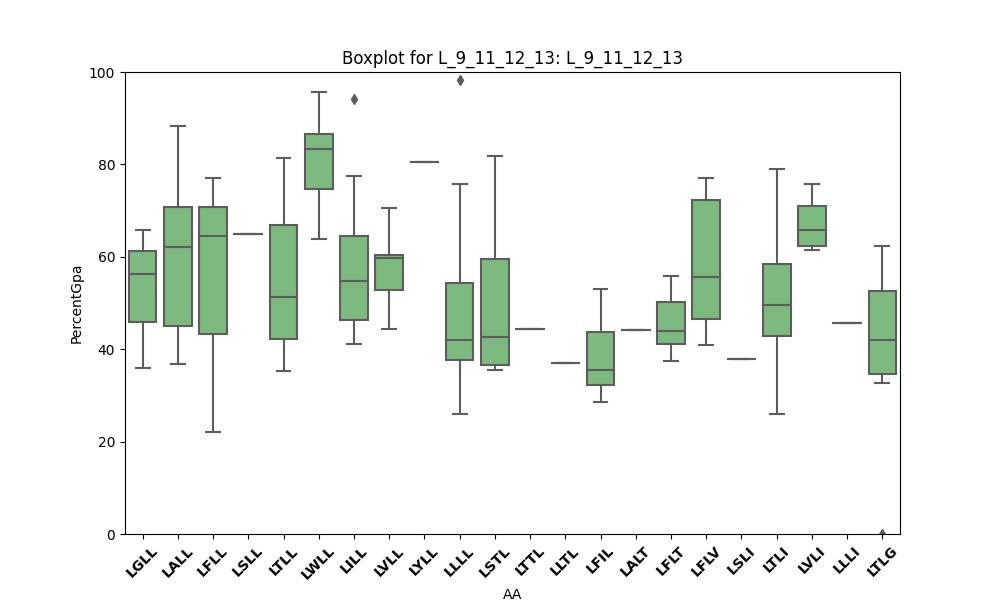 Boxplot for L_9_11_12_13: L_9_11_12_13
PercentGpa
100
80
60
40
20
0
LGLL LALL LFLL LSLL LTLL LWLL LILL LVLL LYLL LLLL LSTL LTTL LLTL LFIL LALT LFLT LFLV LSLI LTLI LVLI LLLI LTLG
AA